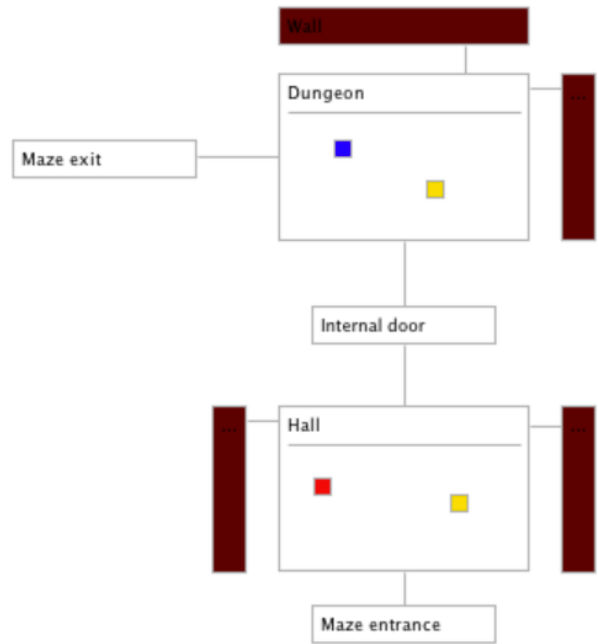 Wall
Dungeon
...
Maze exit
Internal door
...
Hall
...
Maze entrance